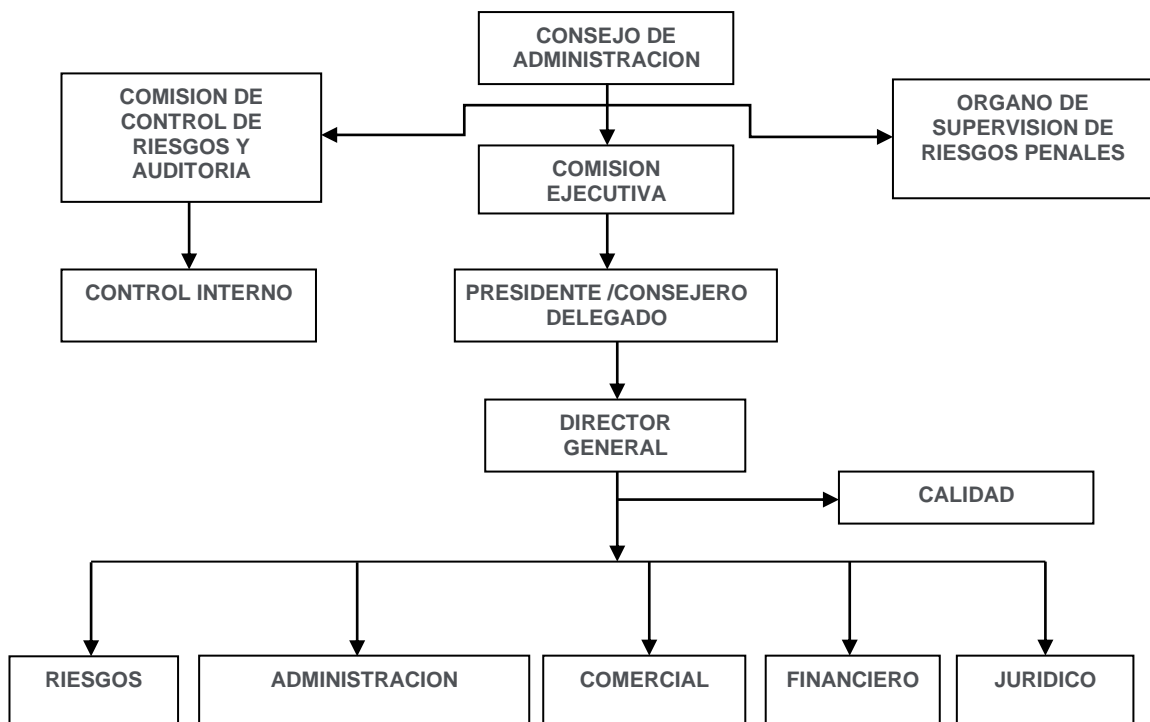 CONSEJO DE
ADMINISTRACION
COMISION DE
CONTROL DE
RIESGOS Y
AUDITORIA
ORGANO DE
SUPERVISION DE
RIESGOS PENALES
COMISION
EJECUTIVA
CONTROL INTERNO
PRESIDENTE /CONSEJERO
DELEGADO
DIRECTOR
GENERAL
CALIDAD
RIESGOS
ADMINISTRACION
COMERCIAL
FINANCIERO
JURIDICO